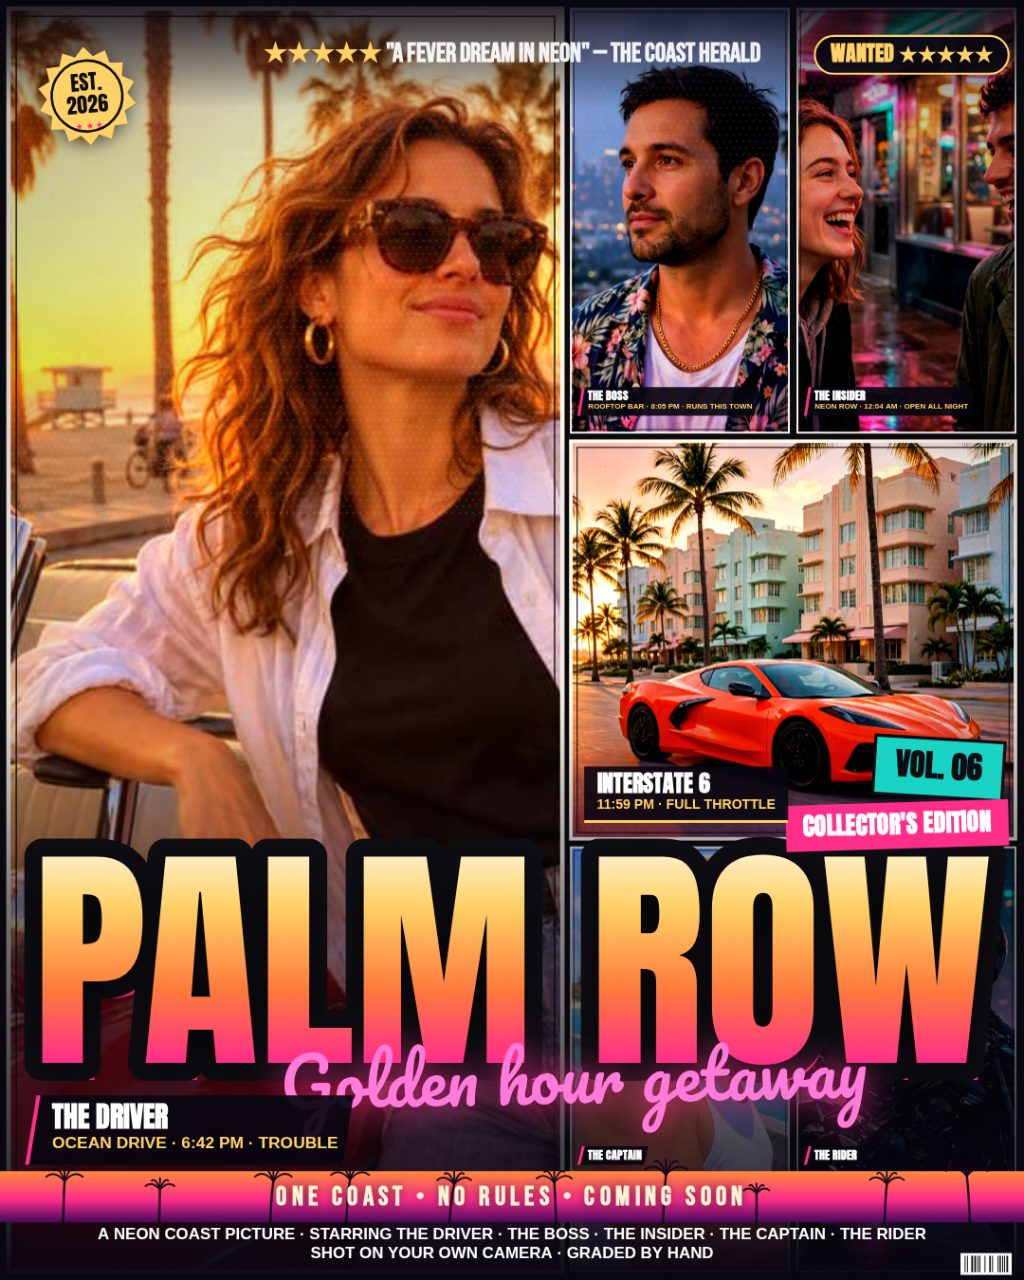 EST.
2026
★★★★★ "A FEVER DREAM IN NEON" — THE COAST HERALD
WANTED ★★★★★
THE BOSS
ROOFTOP BAR · 8:05 PM · RUNS THIS TOWN
THE INSIDER
NEON ROW · 12:04 AM · OPEN ALL NIGHT
INTERSTATE 6
11:59 PM · FULL THROTTLE
VOL. 06
COLLECTOR'S EDITION
PALM ROW
Golden hour getaway
THE DRIVER
OCEAN DRIVE · 6:42 PM · TROUBLE
THE CAPTAIN
THE RIDER
ONE COAST • NO RULES • COMING SOON
A NEON COAST PICTURE · STARRING THE DRIVER · THE BOSS · THE INSIDER · THE CAPTAIN · THE RIDER
SHOT ON YOUR OWN CAMERA · GRADED BY HAND